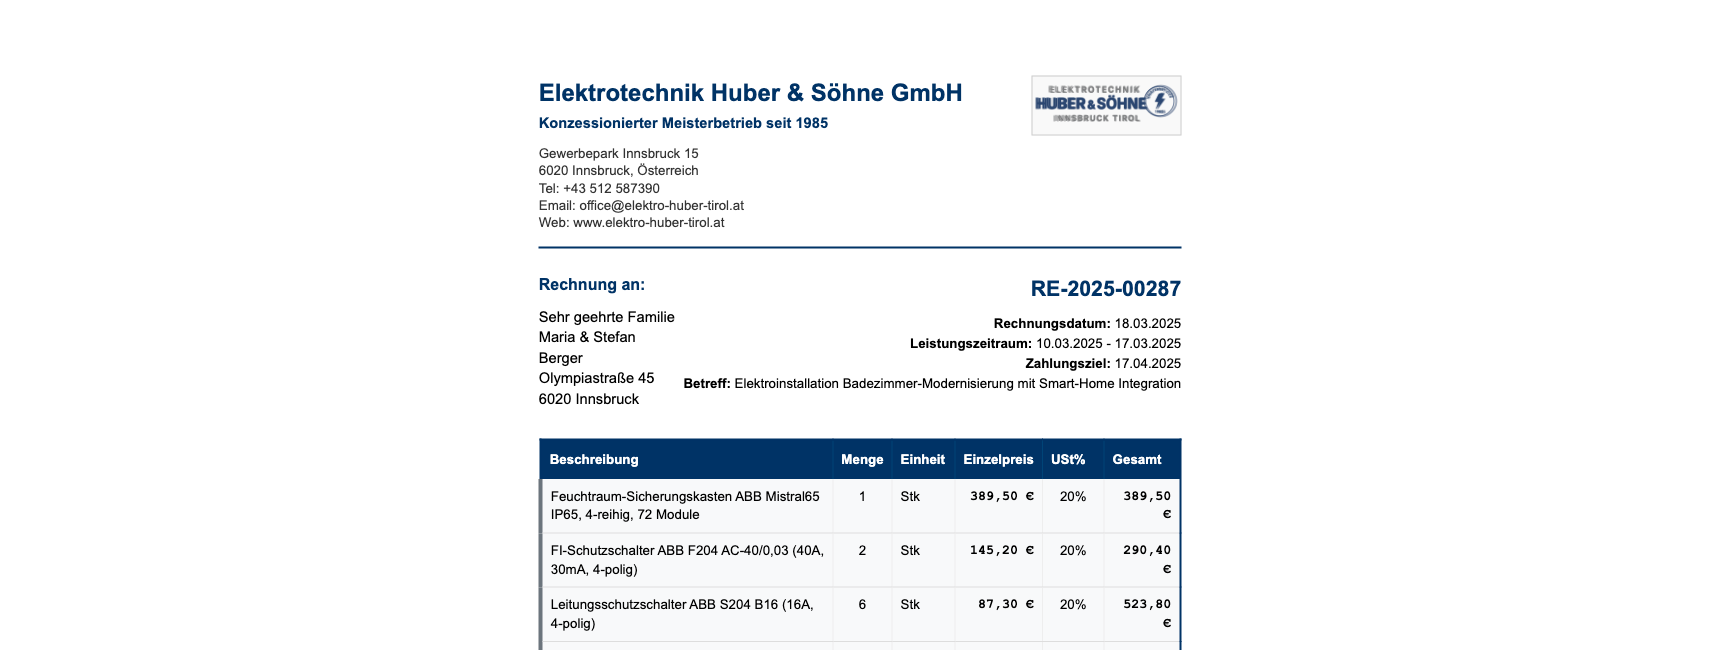 Elektrotechnik Huber & Söhne GmbH
Konzessionierter Meisterbetrieb seit 1985
Gewerbepark Innsbruck 15
6020 Innsbruck, Österreich
Tel: +43 512 587390
Email: office@elektro-huber-tirol.at
Web: www.elektro-huber-tirol.at
ELEKTROTECHNIK
HUBER & SÖHNE
INNSBRUCK TIROL
Rechnung an:
Sehr geehrte Familie
Maria & Stefan
Berger
Olympiastraße 45
6020 Innsbruck
RE-2025-00287
Rechnungsdatum: 18.03.2025
Leistungszeitraum: 10.03.2025 - 17.03.2025
Zahlungsziel: 17.04.2025
Betreff: Elektroinstallation Badezimmer-Modernisierung mit Smart-Home Integration
Beschreibung Menge Einheit Einzelpreis USt% Gesamt
Feuchtraum-Sicherungskasten ABB Mistral65 1 Stk 389,50 € 20% 389,50
IP65, 4-reihig, 72 Module €
FI-Schutzschalter ABB F204 AC-40/0,03 (40A, 2 Stk 145,20 € 20% 290,40
30mA, 4-polig) €
Leitungsschutzschalter ABB S204 B16 (16A, 6 Stk 87,30 € 20% 523,80
4-polig) €